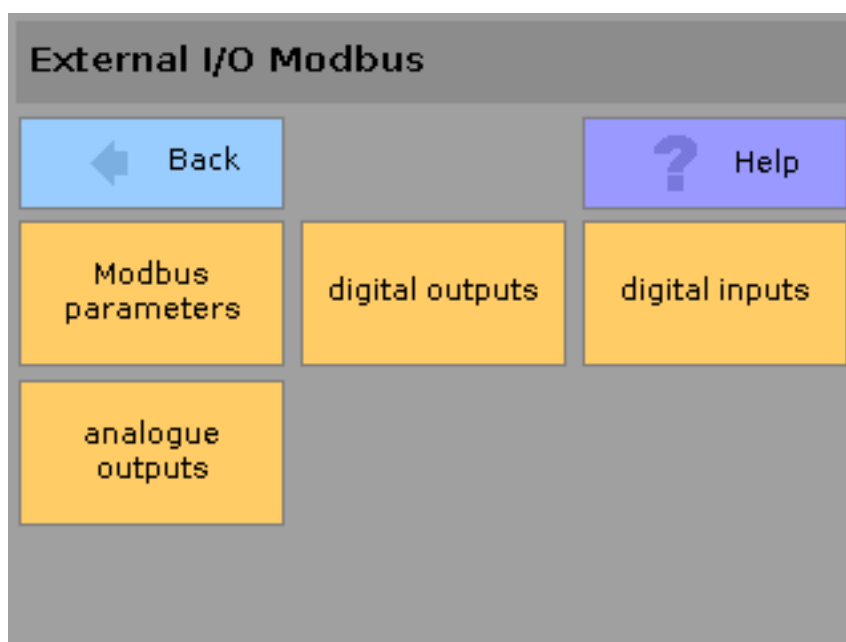 External I/O Modbus
Back
Help
Modbus
parameters
digital outputs
digital inputs
analogue
outputs